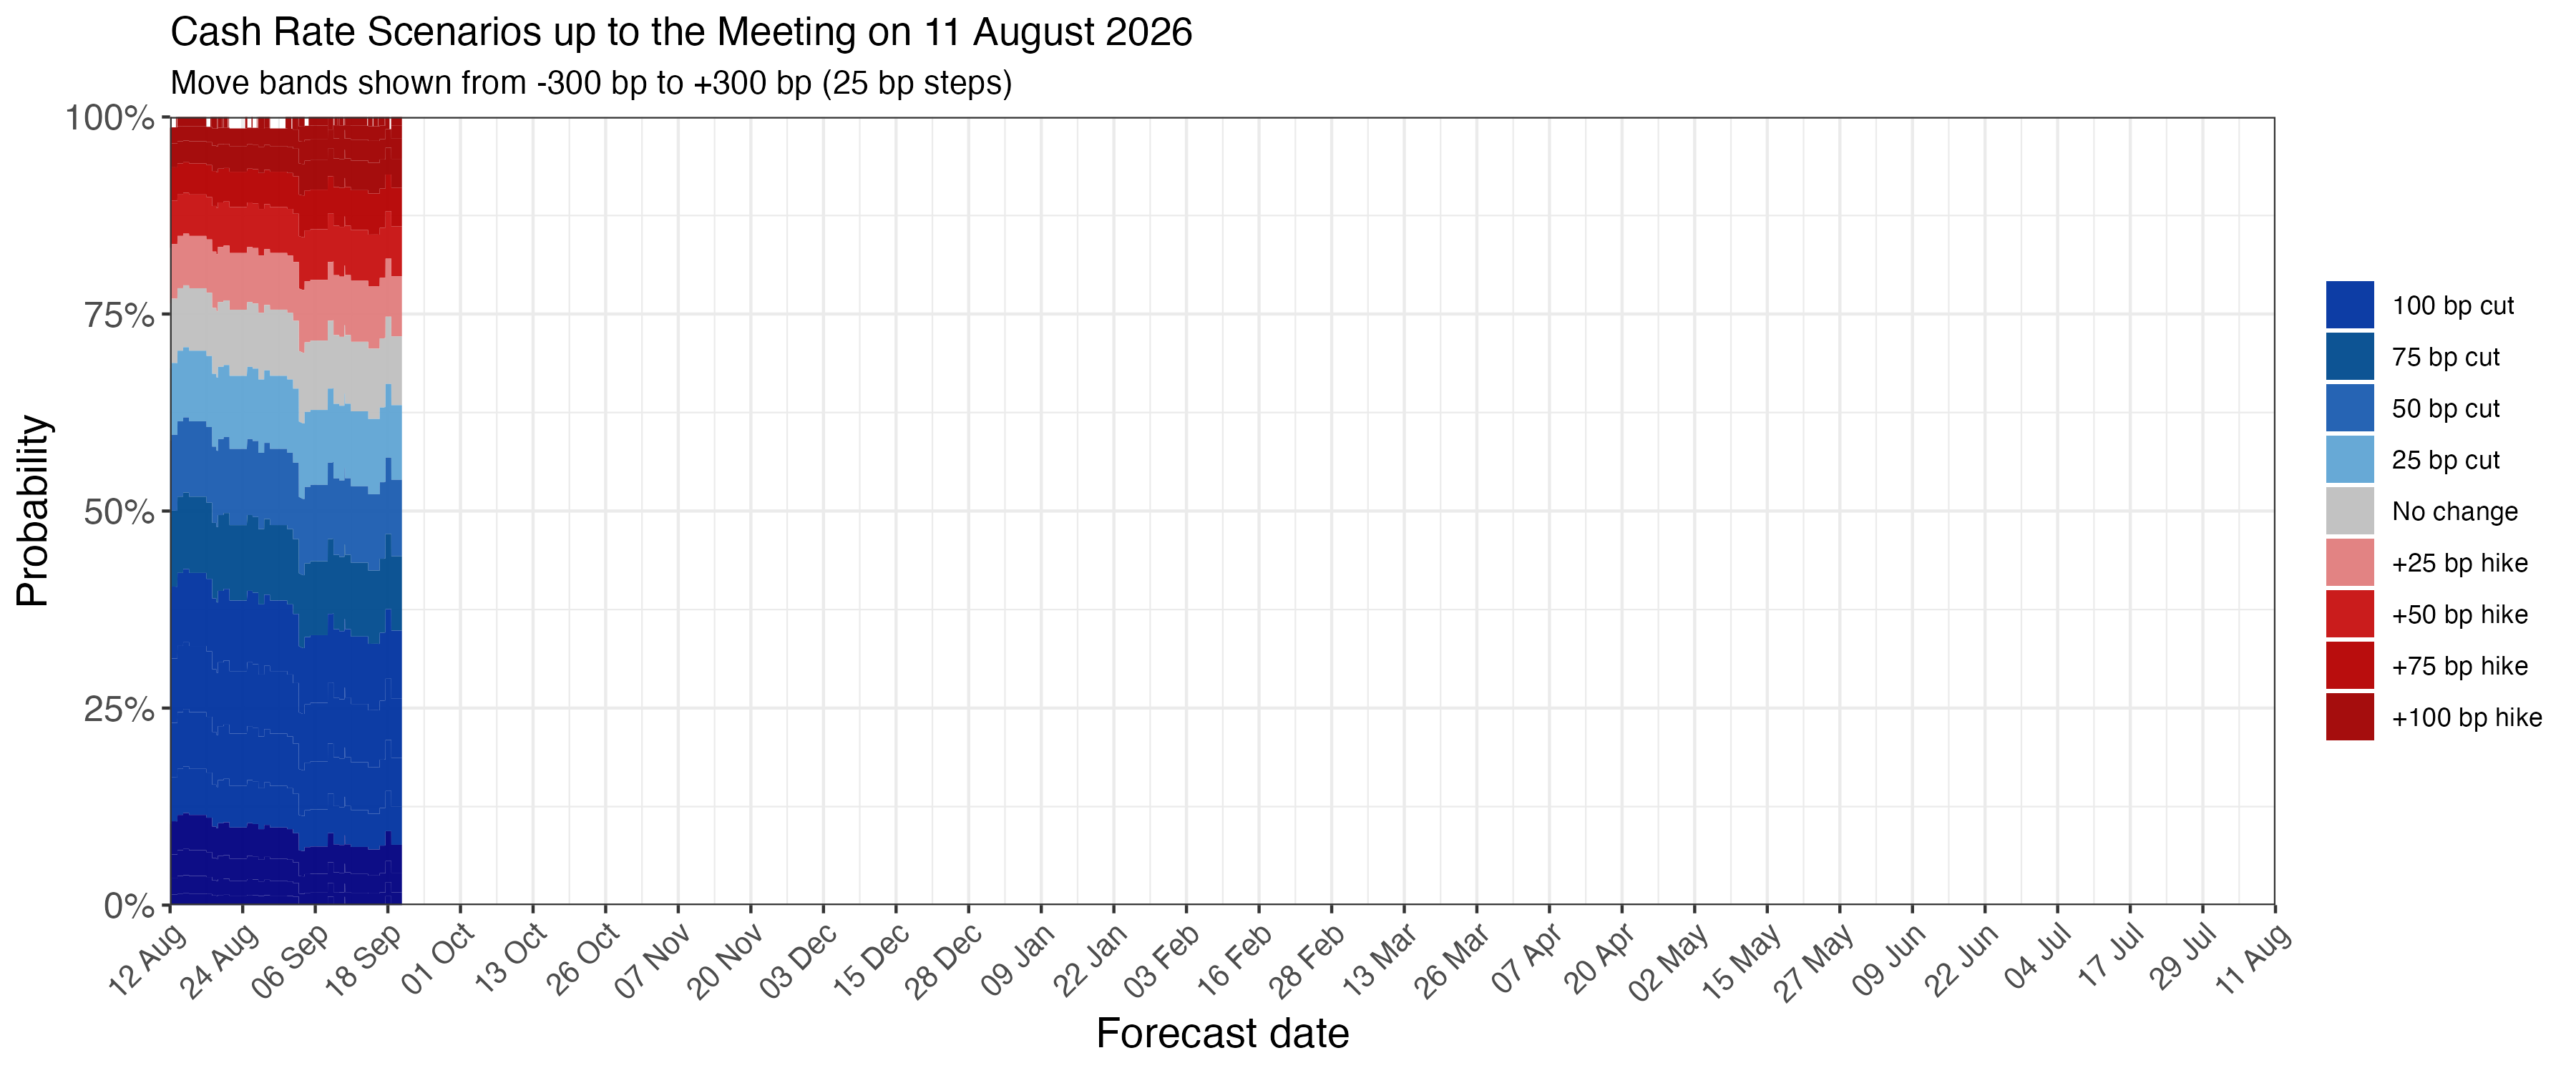 Cash Rate Scenarios up to the Meeting on 11 August 2026
Move bands shown from -300 bp to +300 bp (25 bp steps)
Probability
100%
75%
50%
25%
0%
12 Aug
24 Aug
06 Sep
18 Sep
01 Oct
13 Oct
26 Oct
07 Nov
20 Nov
03 Dec
15 Dec
28 Dec
09 Jan
22 Jan
03 Feb
16 Feb
28 Feb
13 Mar
26 Mar
07 Apr
20 Apr
02 May
15 May
27 May
09 Jun
22 Jun
04 Jul
17 Jul
29 Jul
11 Aug
Forecast date
100 bp cut
75 bp cut
50 bp cut
25 bp cut
No change
+25 bp hike
+50 bp hike
+75 bp hike
+100 bp hike